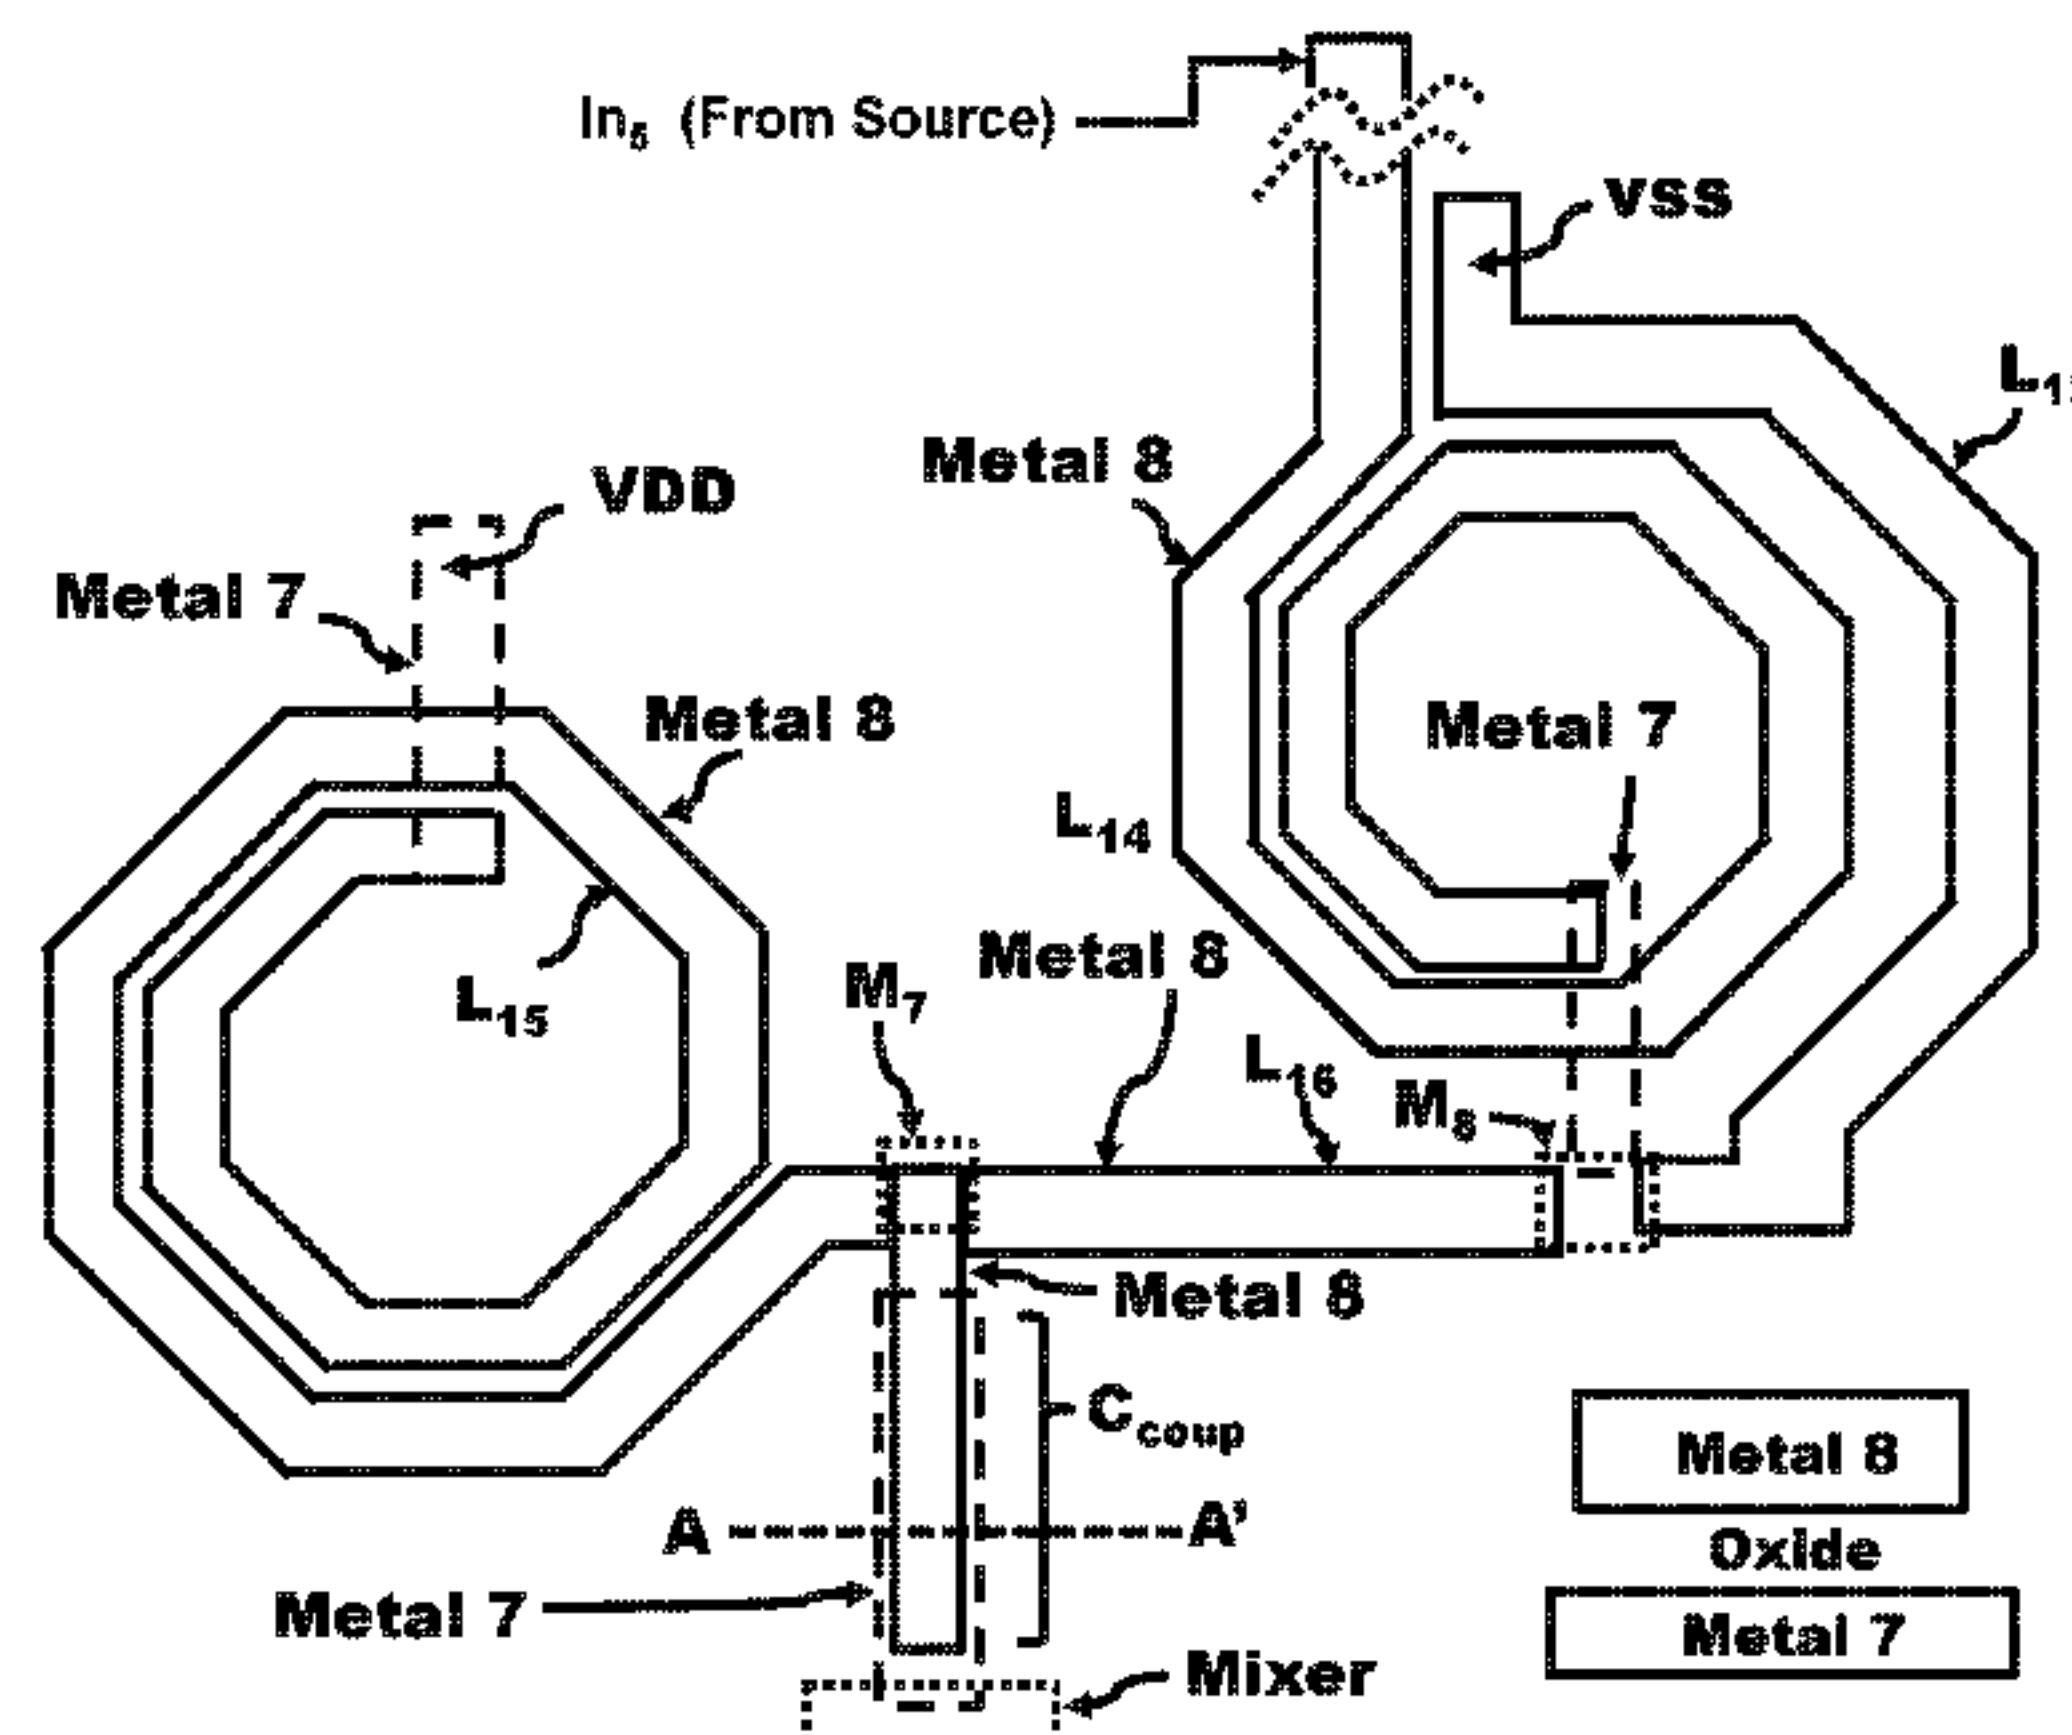 In₅ (From Source)
VSS
Metal 8
VDD
Metal 7
Metal 8
Metal 7
L₁₄
L₁₅
M₇
Metal 8
L₁₆
M₈
Metal 8
C coup
A
A'
Metal 7
Mixer
Metal 8
Oxide
Metal 7